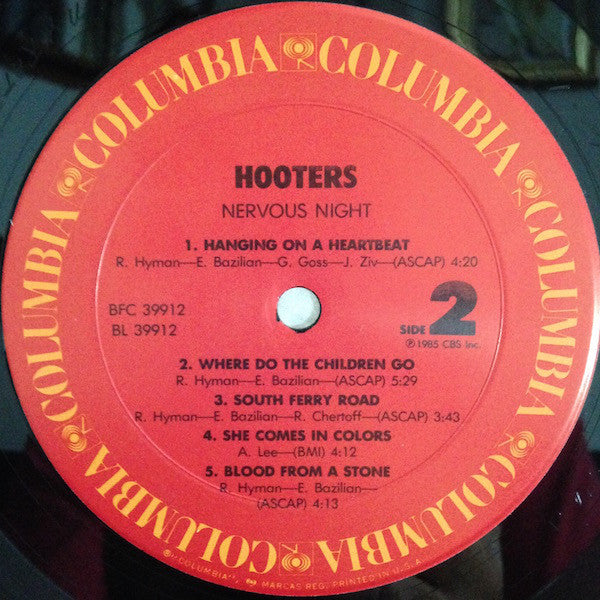 COLUMBIA COLUMBIA COLUMBIA COLUMBIA COLUMBIA COLUMBIA
HOOTERS
NERVOUS NIGHT
1. HANGING ON A HEARTBEAT
R. Hyman—E. Bazilian—G. Goss—J. Ziv—(ASCAP) 4:20
BFC 39912
BL 39912
SIDE 2
℗1985 CBS Inc.
2. WHERE DO THE CHILDREN GO
R. Hyman—E. Bazilian—(ASCAP) 5:29
3. SOUTH FERRY ROAD
R. Hyman—E. Bazilian—R. Chertoff—(ASCAP) 3:43
4. SHE COMES IN COLORS
A. Lee—(BMI) 4:12
5. BLOOD FROM A STONE
R. Hyman—E. Bazilian—
(ASCAP) 4:13
"COLUMBIA", MARCAS REG. PRINTED IN U.S.A.